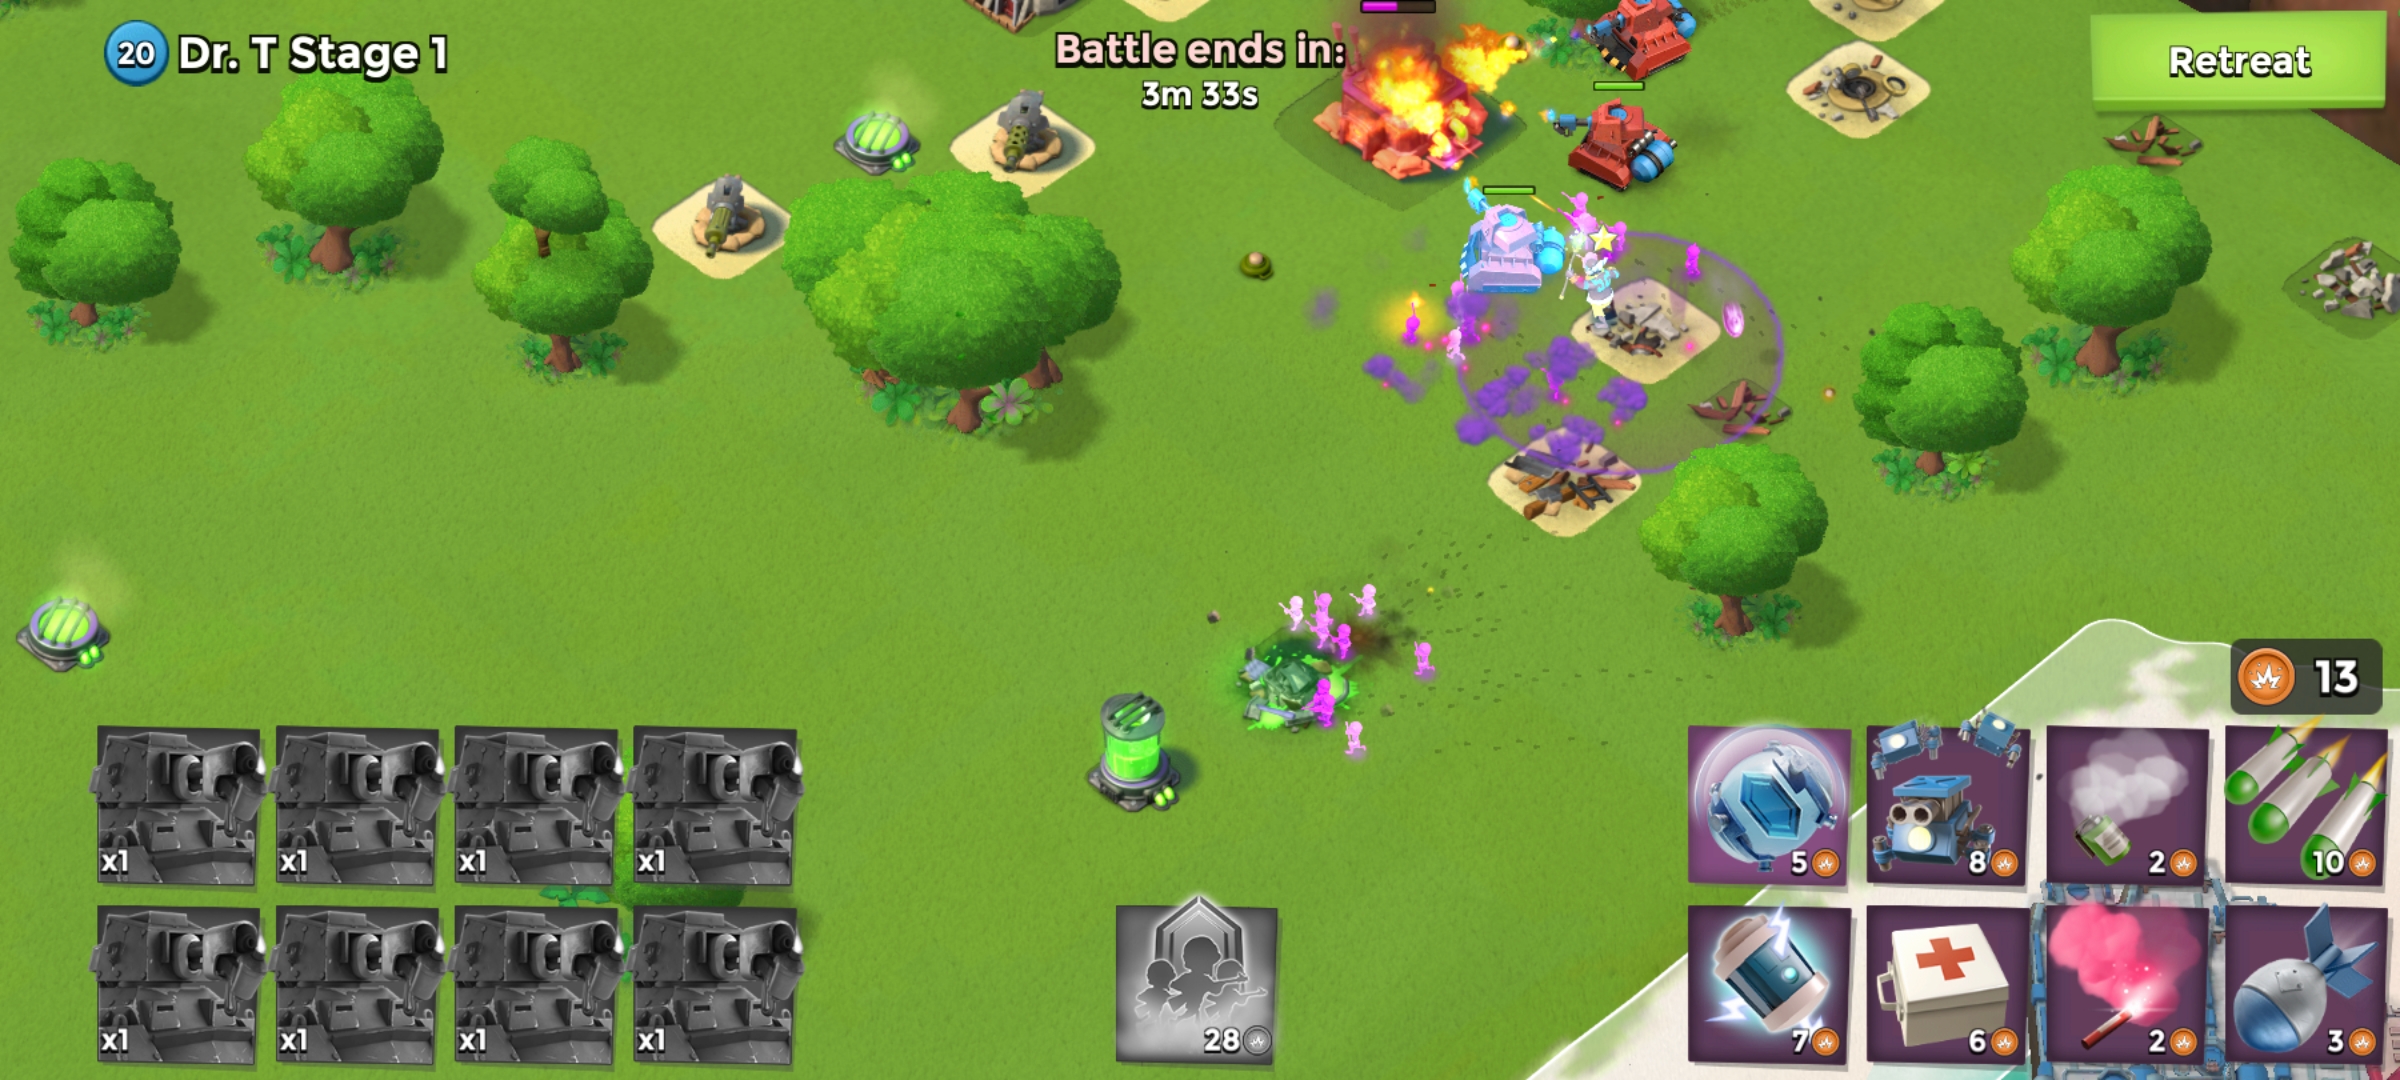 20 Dr. T Stage 1
Battle ends in:
3m 33s
Retreat
13
x1 x1 x1 x1
5 8 2 10
x1 x1 x1 x1
28
7 6 2 3